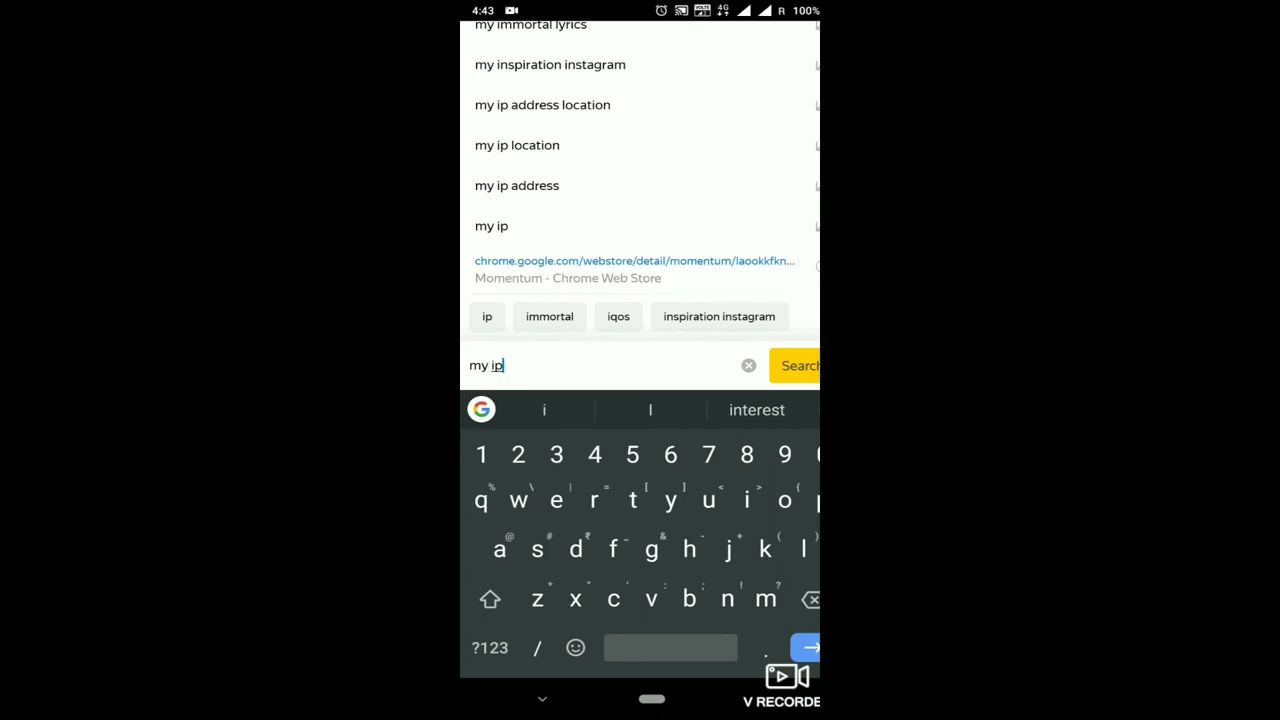 4:43 VOLTE 4G R 100%
my immortal lyrics
my inspiration instagram
my ip address location
my ip location
my ip address
my ip
chrome.google.com/webstore/detail/momentum/laookkfkn...
Momentum - Chrome Web Store
ip immortal iqos inspiration instagram
my ip Search
i I interest
1 2 3 4 5 6 7 8 9
% \ | = [ ] < > {
q w e r t y u i o p
@ # ₹ _ & - + ( )
a s d f g h j k l
* " ' : ; ! ?
z x c v b n m
?123 / .
V RECORDE